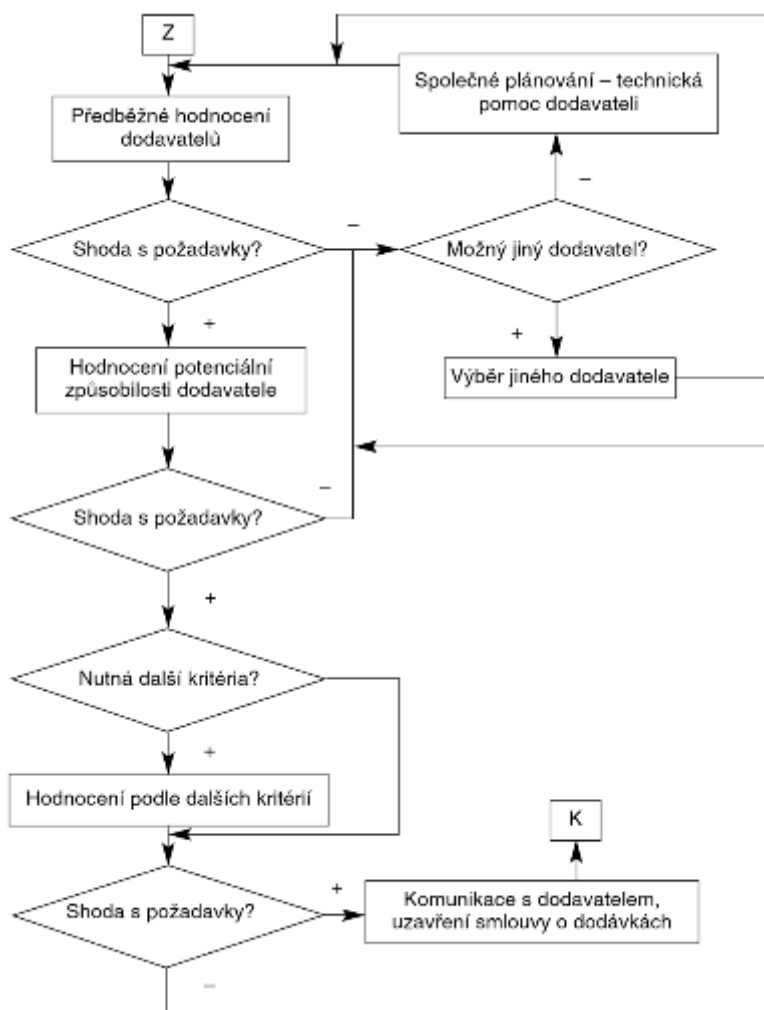 Z
Společné plánování – technická
pomoc dodavateli
Předběžné hodnocení
dodavatelů
–
–
Shoda s požadavky?
Možný jiný dodavatel?
+
+
Hodnocení potenciální
způsobilosti dodavatele
Výběr jiného dodavatele
–
Shoda s požadavky?
+
Nutná další kritéria?
+
Hodnocení podle dalších kritérií
K
+
Shoda s požadavky?
Komunikace s dodavatelem,
uzavření smlouvy o dodávkách
–